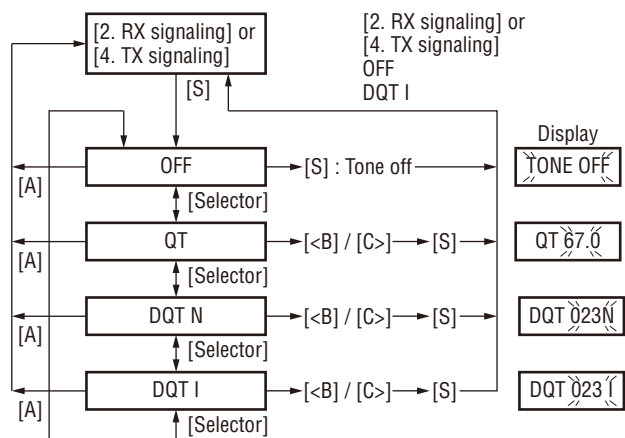 [2. RX signaling] or
[4. TX signaling]
[2. RX signaling] or
[4. TX signaling]
OFF
DQT I
[S]
Display
OFF
[S] : Tone off
TONE OFF
[A]
[Selector]
QT
[<B] / [C>]
[S]
QT 67.0
[A]
[Selector]
DQT N
[<B] / [C>]
[S]
DQT 023N
[A]
[Selector]
DQT I
[<B] / [C>]
[S]
DQT 023 I
[A]
[Selector]